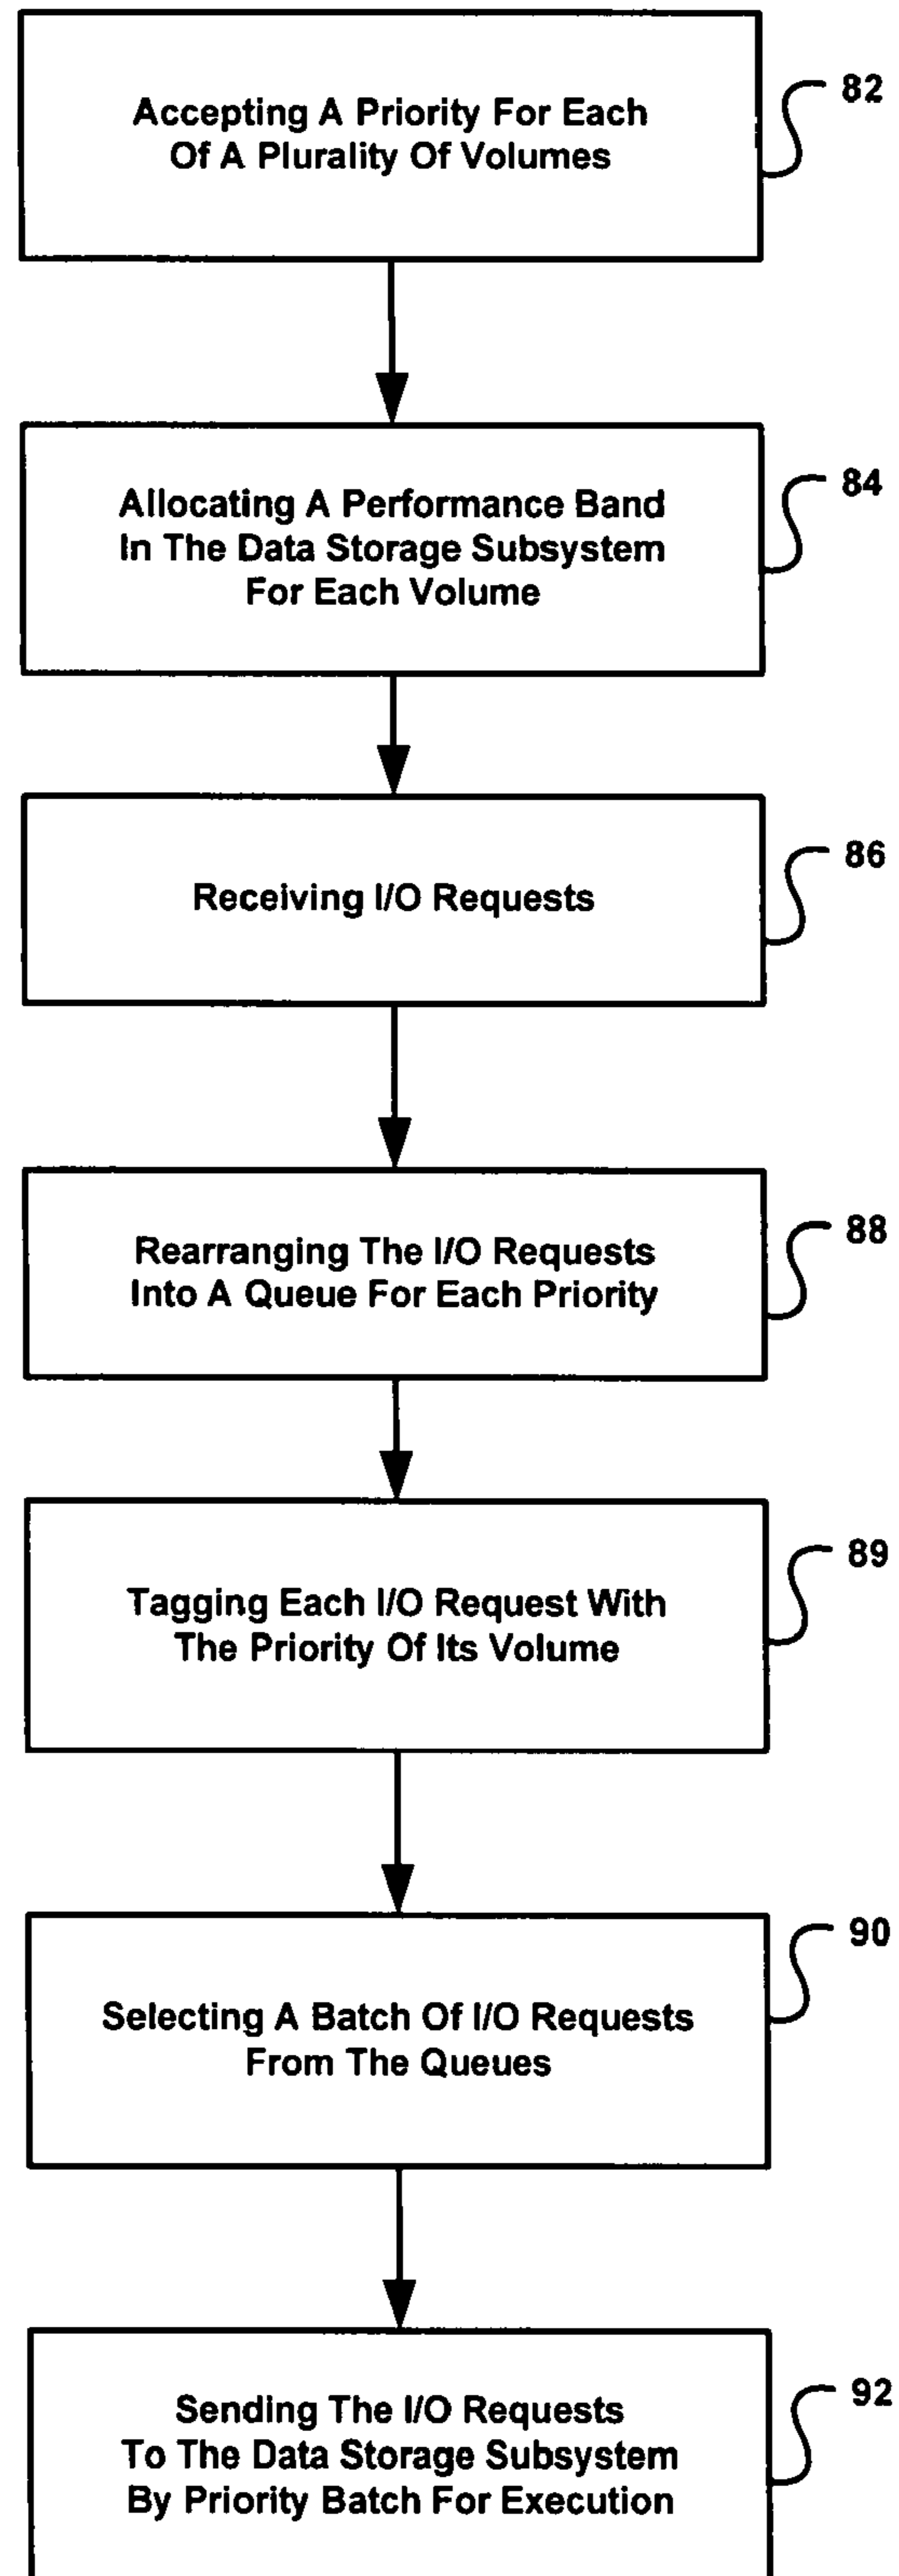 Accepting A Priority For Each
Of A Plurality Of Volumes
82
Allocating A Performance Band
In The Data Storage Subsystem
For Each Volume
84
Receiving I/O Requests
86
Rearranging The I/O Requests
Into A Queue For Each Priority
88
Tagging Each I/O Request With
The Priority Of Its Volume
89
Selecting A Batch Of I/O Requests
From The Queues
90
Sending The I/O Requests
To The Data Storage Subsystem
By Priority Batch For Execution
92